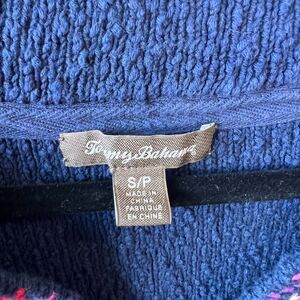 Tommy Bahama
S/P
MADE IN
CHINA
FABRIQUÉ
EN CHINE